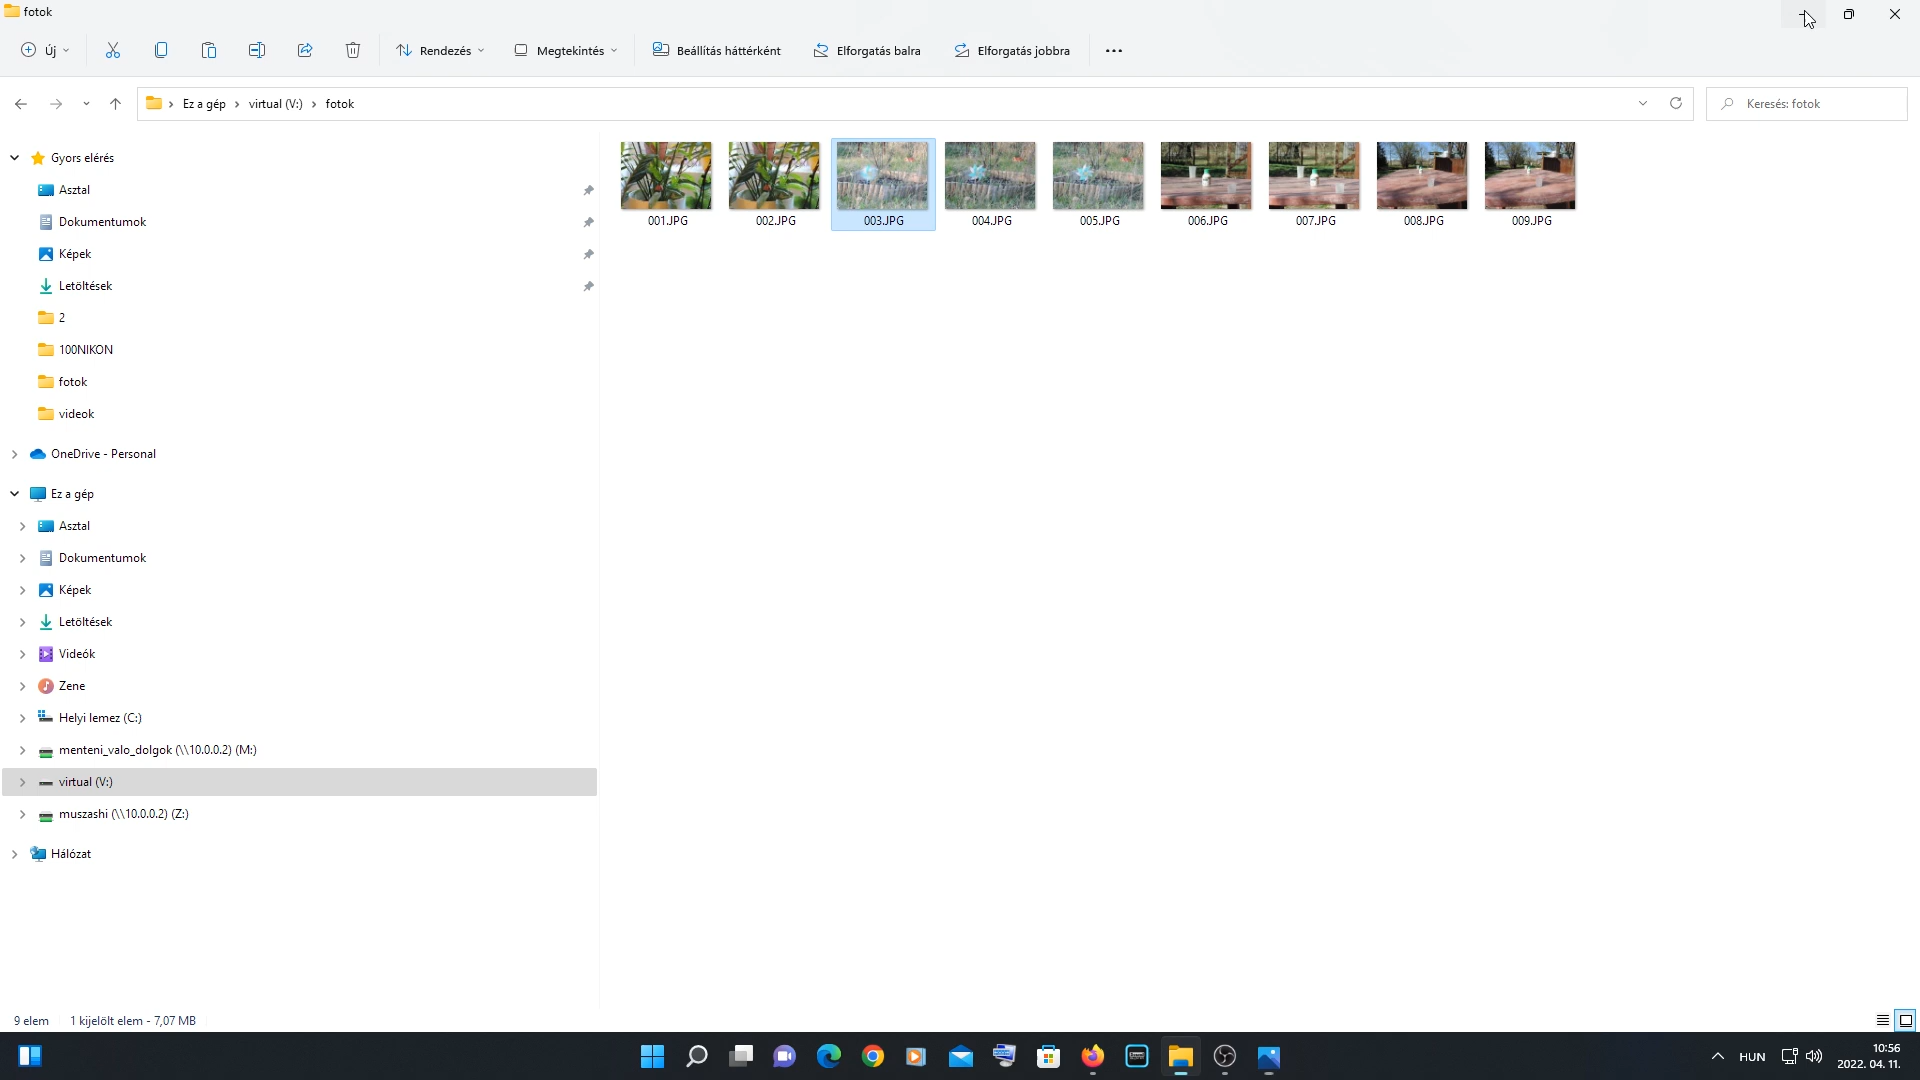 fotok
Új
Rendezés
Megtekintés
Beállítás háttérként
Elforgatás balra
Elforgatás jobbra
Ez a gép
virtual (V:)
fotok
Keresés: fotok
Gyors elérés
Asztal
Dokumentumok
Képek
Letöltések
2
100NIKON
fotok
videok
OneDrive - Personal
Ez a gép
Asztal
Dokumentumok
Képek
Letöltések
Videók
Zene
Helyi lemez (C:)
menteni_valo_dolgok (\\10.0.0.2) (M:)
virtual (V:)
muszashi (\\10.0.0.2) (Z:)
Hálózat
001.JPG
002.JPG
003.JPG
004.JPG
005.JPG
006.JPG
007.JPG
008.JPG
009.JPG
9 elem
1 kijelölt elem - 7,07 MB
HUN
10:56
2022. 04. 11.